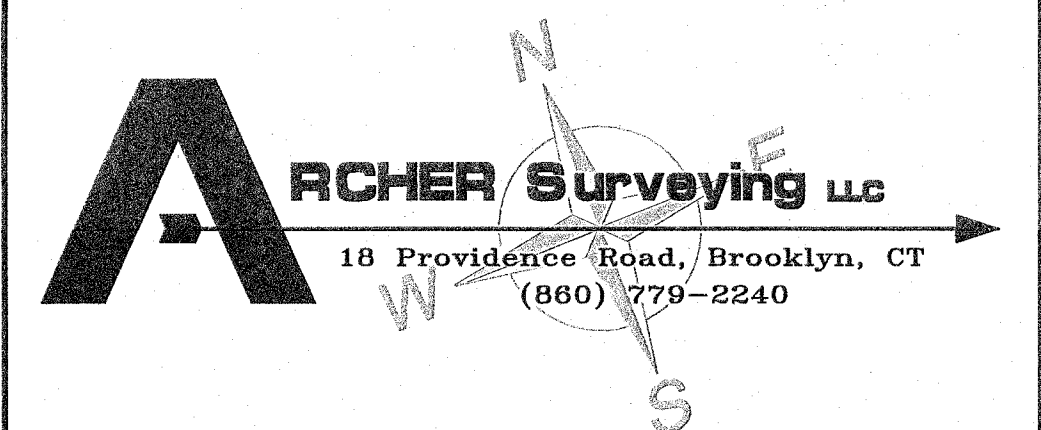 N
E
ARCHER Surveying LLC
18 Providence Road, Brooklyn, CT
W
(860) 779-2240
S